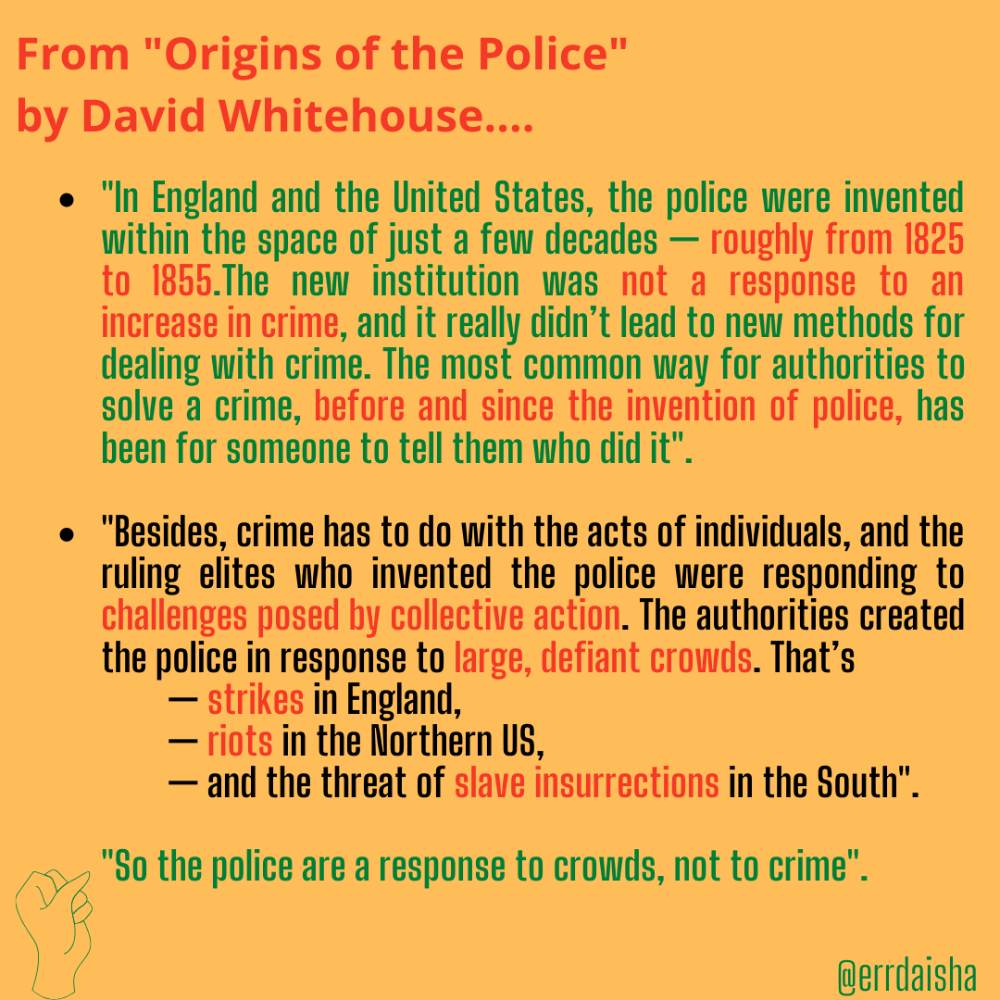 From "Origins of the Police"
by David Whitehouse....
• "In England and the United States, the police were invented
within the space of just a few decades — roughly from 1825
to 1855.The new institution was not a response to an
increase in crime, and it really didn’t lead to new methods for
dealing with crime. The most common way for authorities to
solve a crime, before and since the invention of police, has
been for someone to tell them who did it".
• "Besides, crime has to do with the acts of individuals, and the
ruling elites who invented the police were responding to
challenges posed by collective action. The authorities created
the police in response to large, defiant crowds. That’s
— strikes in England,
— riots in the Northern US,
— and the threat of slave insurrections in the South".
"So the police are a response to crowds, not to crime".
@errdaisha